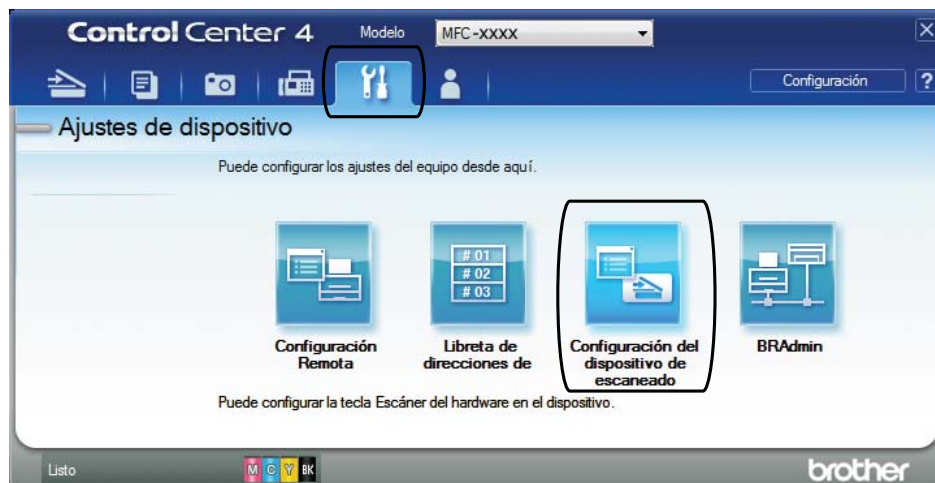 Control Center 4
Modelo
MFC-XXXX
Configuración
?
Ajustes de dispositivo
Puede configurar los ajustes del equipo desde aquí.
# 01
# 02
# 03
Configuración
Remota
Libreta de
direcciones de
Configuración del
dispositivo de
escaneado
BRAdmin
Puede configurar la tecla Escáner del hardware en el dispositivo.
Listo
M C Y BK
brother